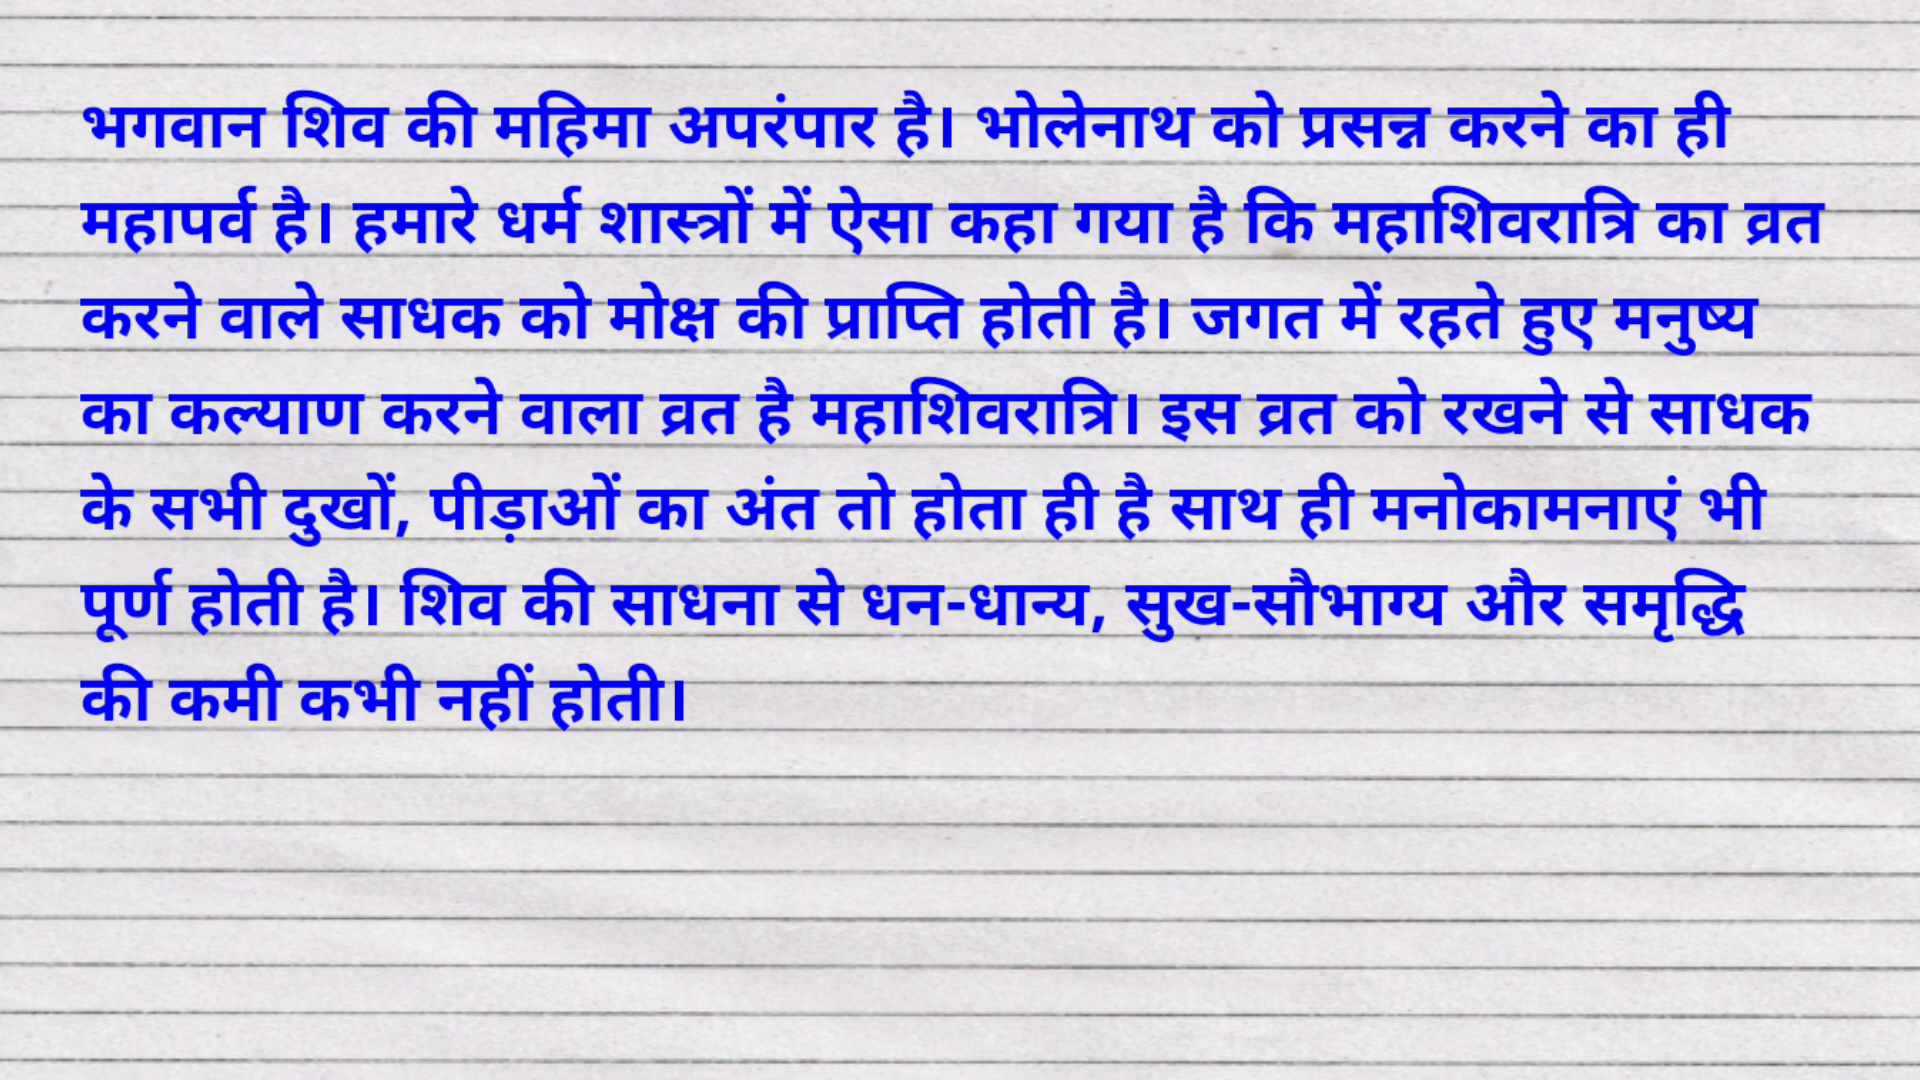 भगवान शिव की महिमा अपरंपार है। भोलेनाथ को प्रसन्न करने का ही
महापर्व है। हमारे धर्म शास्त्रों में ऐसा कहा गया है कि महाशिवरात्रि का व्रत
करने वाले साधक को मोक्ष की प्राप्ति होती है। जगत में रहते हुए मनुष्य
का कल्याण करने वाला व्रत है महाशिवरात्रि। इस व्रत को रखने से साधक
के सभी दुखों, पीड़ाओं का अंत तो होता ही है साथ ही मनोकामनाएं भी
पूर्ण होती है। शिव की साधना से धन-धान्य, सुख-सौभाग्य और समृद्धि
की कमी कभी नहीं होती।